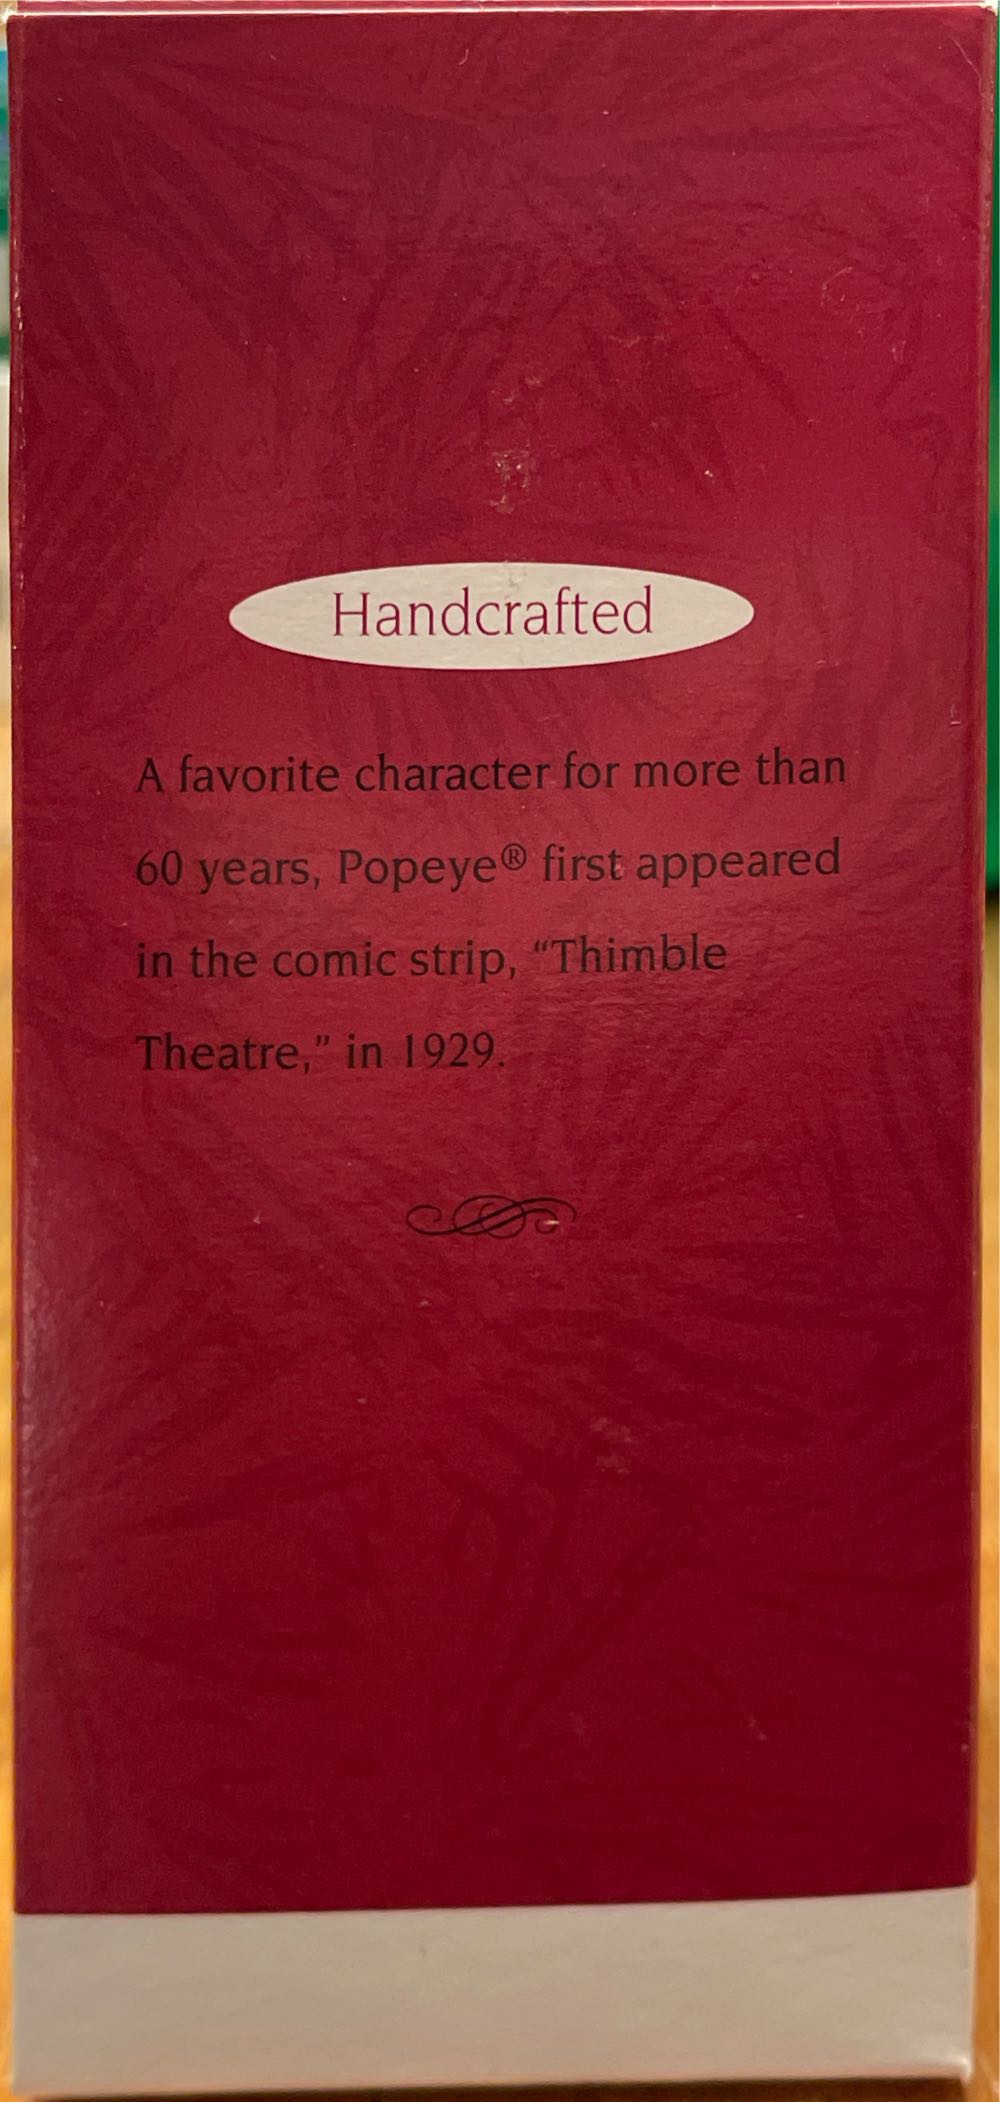 Handcrafted
A favorite character for more than
60 years, Popeye® first appeared
in the comic strip, “Thimble
Theatre,” in 1929.